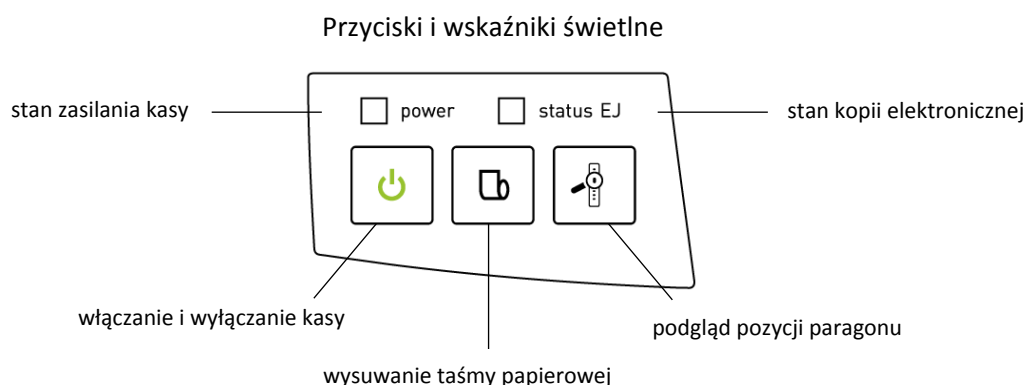 Przyciski i wskaźniki świetlne
stan zasilania kasy
power
status EJ
stan kopii elektronicznej
włączanie i wyłączanie kasy
podgląd pozycji paragonu
wysuwanie taśmy papierowej